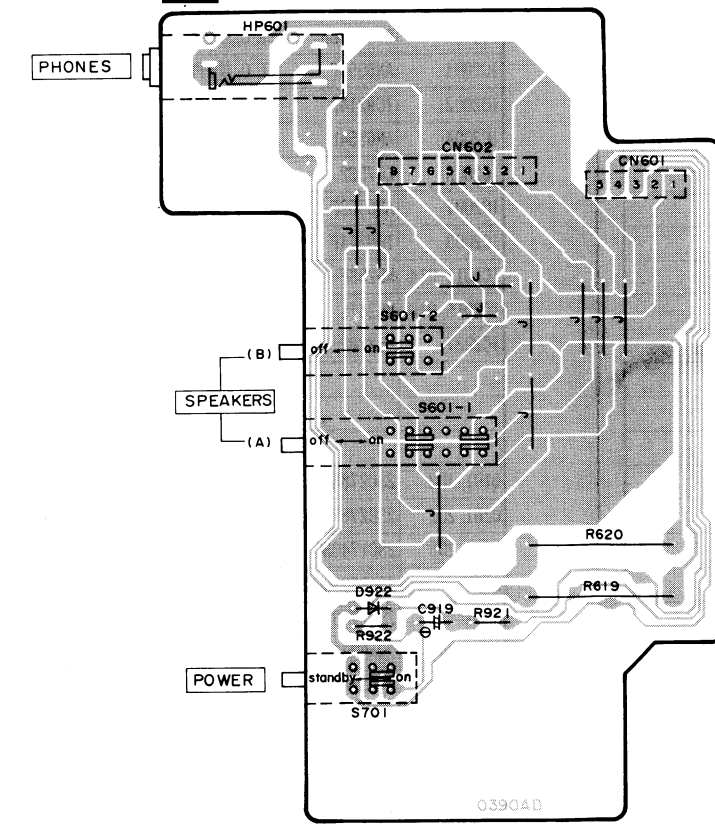 HP601
PHONES
CN602
8 7 6 5 4 3 2 1
CN601
5 4 3 2 1
J
J
J
J
J
J
J
J
S601-2
(B)
off on
SPEAKERS
S601-1
(A)
off on
J
J
R620
R619
D922
C919
R921
R922
POWER
standby on
S701
0390AD